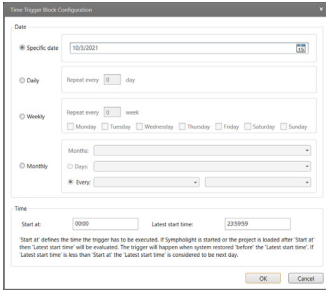 Time Trigger Block Configuration
Date
Specific date
10/3/2021
15
Daily
Repeat every 0 day
Weekly
Repeat every 0 week
Monday Tuesday Wednesday Thursday Friday Saturday Sunday
Monthly
Months:
Days:
Every:
Time
Start at: 00:00 Latest start time: 23:59:59
'Start at' defines the time the trigger has to be executed. If Sympholight is started or the project is loaded after 'Start at'
then 'Latest start time' will be evaluated. The trigger will happen when system restored 'before' the 'Latest start time'. If
'Latest start time' is less than 'Start at' the 'Latest start time' is considered to be next day.
OK Cancel